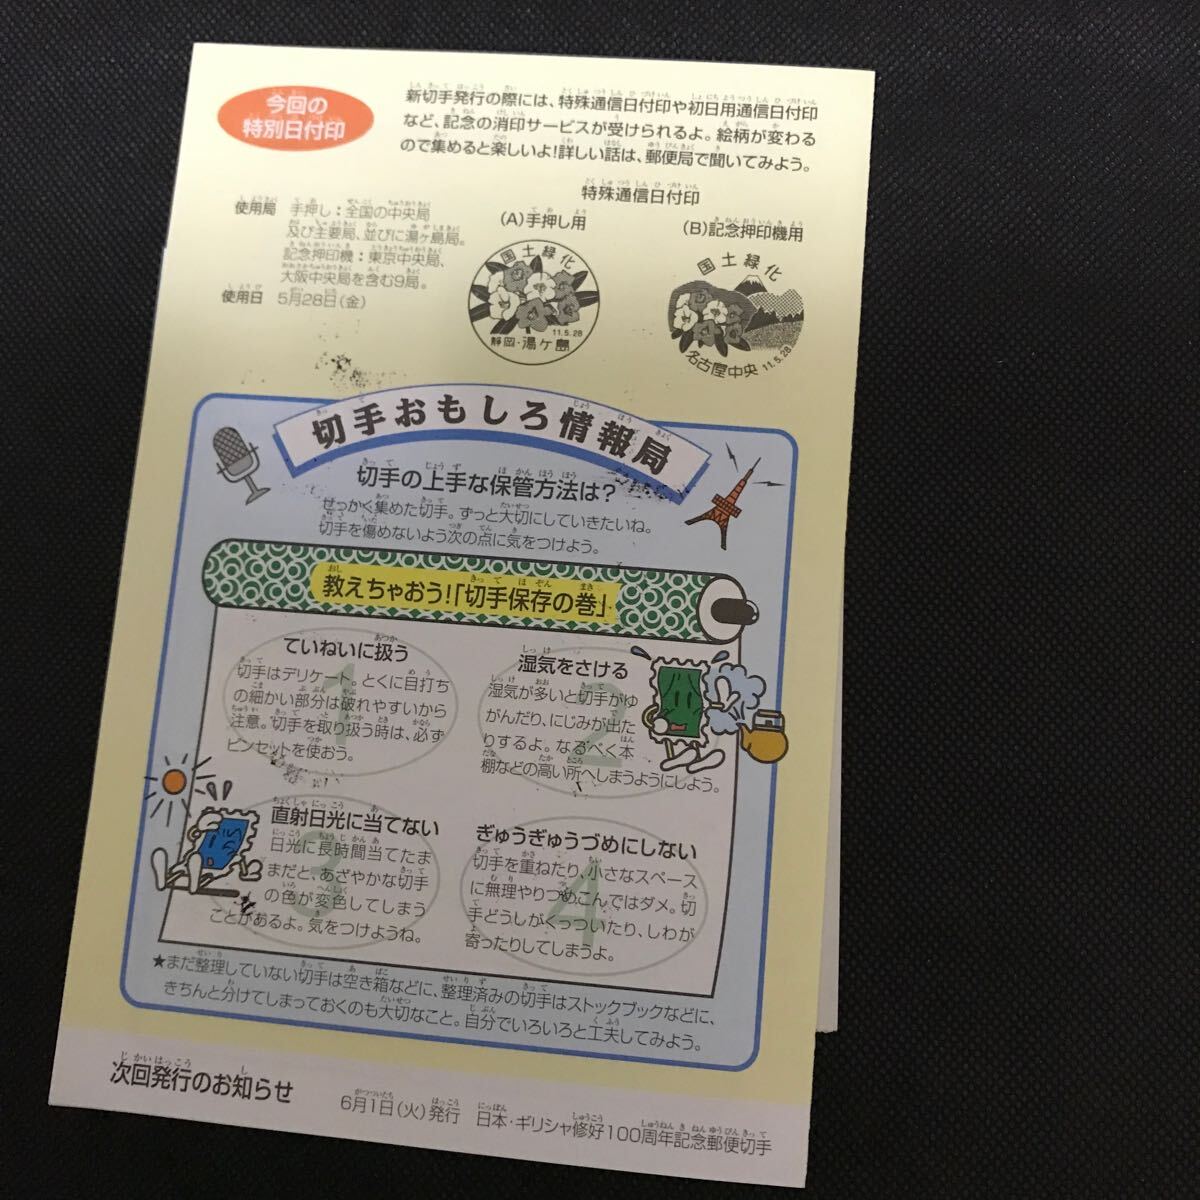 今回の
特別日付印
新切手発行の際には、特殊通信日付印や初日用通信日付印
など、記念の消印サービスが受けられるよ。絵柄が変わる
ので集めると楽しいよ!詳しい話は、郵便局で聞いてみよう。
使用局 手押し：全国の中央局
及び主要局、並びに湯ヶ島局。
記念押印機：東京中央局、
大阪中央局を含む9局。
使用日 5月28日(金)
特殊通信日付印
(A)手押し用
国土緑化
11.5.28
静岡・湯ヶ島
(B)記念押印機用
国土緑化
名古屋中央 11.5.28
切手おもしろ情報局
切手の上手な保管方法は?
せっかく集めた切手。ずっと大切にしていきたいね。
切手を傷めないよう次の点に気をつけよう。
教えちゃおう!「切手保存の巻」
1
ていねいに扱う
切手はデリケート。とくに目打ち
の細かい部分は破れやすいから
注意。切手を取り扱う時は、必ず
ピンセットを使おう。
2
湿気をさける
湿気が多いと切手がゆ
がんだり、にじみが出た
りするよ。なるべく本
棚などの高い所へしまうようにしよう。
3
直射日光に当てない
日光に長時間当てたま
まだと、あざやかな切手
の色が変色してしまう
ことがあるよ。気をつけようね。
4
ぎゅうぎゅうづめにしない
切手を重ねたり、小さなスペース
に無理やりつめこんではダメ。切
手どうしがくっついたり、しわが
寄ったりしてしまうよ。
★まだ整理していない切手は空き箱などに、整理済みの切手はストックブックなどに、
きちんと分けてしまっておくのも大切なこと。自分でいろいろと工夫してみよう。
次回発行のお知らせ
6月1日(火)発行 日本・ギリシャ修好100周年記念郵便切手